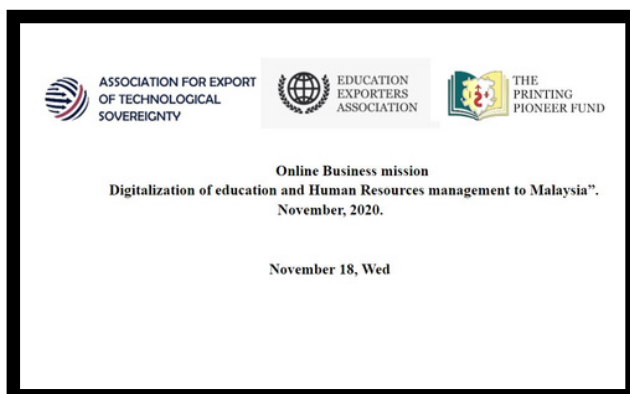 ASSOCIATION FOR EXPORT
OF TECHNOLOGICAL
SOVEREIGNTY
EDUCATION
EXPORTERS
ASSOCIATION
THE
PRINTING
PIONEER FUND
Online Business mission
Digitalization of education and Human Resources management to Malaysia”.
November, 2020.
November 18, Wed